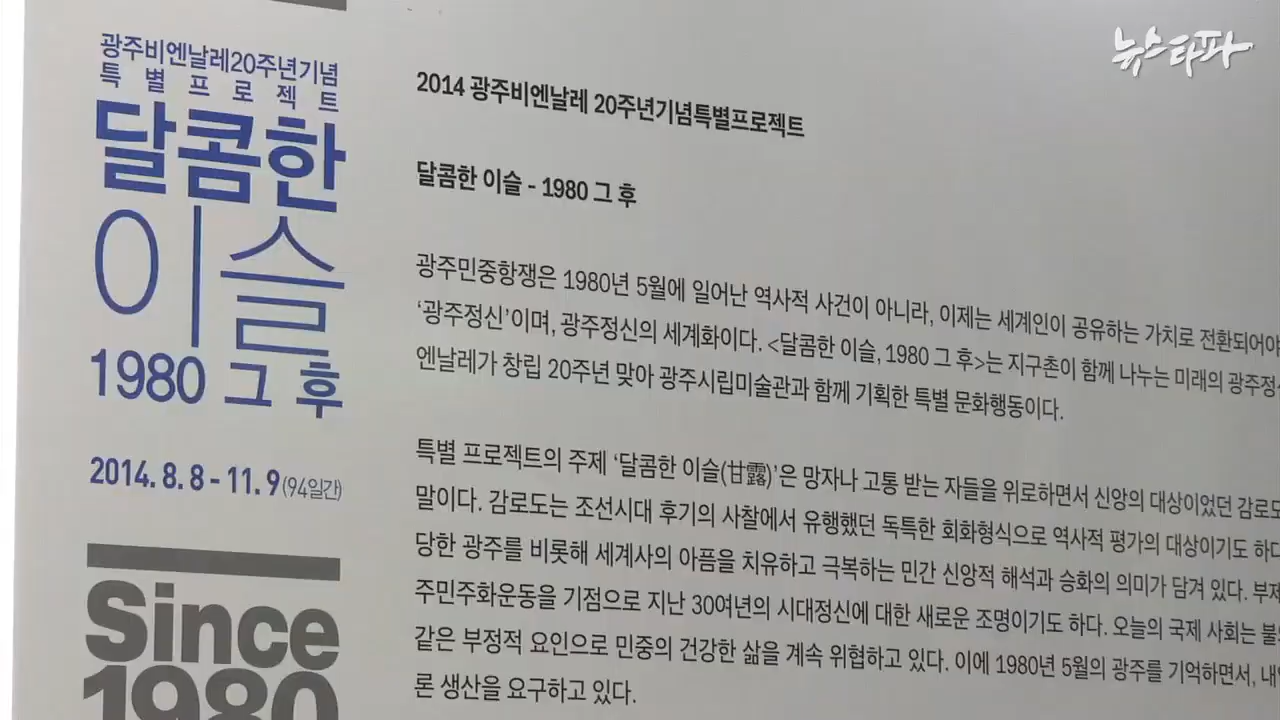 뉴스타파
광주비엔날레20주년기념
특별프로젝트
달콤한
이슬
1980 그 후
2014. 8. 8 - 11. 9 (94일간)
Since
1980
2014 광주비엔날레 20주년기념특별프로젝트
달콤한 이슬 - 1980 그 후
광주민중항쟁은 1980년 5월에 일어난 역사적 사건이 아니라, 이제는 세계인이 공유하는 가치로 전환되어야
‘광주정신’이며, 광주정신의 세계화이다. <달콤한 이슬, 1980 그 후>는 지구촌이 함께 나누는 미래의 광주정신
엔날레가 창립 20주년 맞아 광주시립미술관과 함께 기획한 특별 문화행동이다.
특별 프로젝트의 주제 ‘달콤한 이슬(甘露)’은 망자나 고통 받는 자들을 위로하면서 신앙의 대상이었던 감로도
말이다. 감로도는 조선시대 후기의 사찰에서 유행했던 독특한 회화형식으로 역사적 평가의 대상이기도 하다
당한 광주를 비롯해 세계사의 아픔을 치유하고 극복하는 민간 신앙적 해석과 승화의 의미가 담겨 있다. 부제
주민주화운동을 기점으로 지난 30여년의 시대정신에 대한 새로운 조명이기도 하다. 오늘의 국제 사회는
같은 부정적 요인으로 민중의 건강한 삶을 계속 위협하고 있다. 이에 1980년 5월의 광주를 기억하면서,
론 생산을 요구하고 있다.